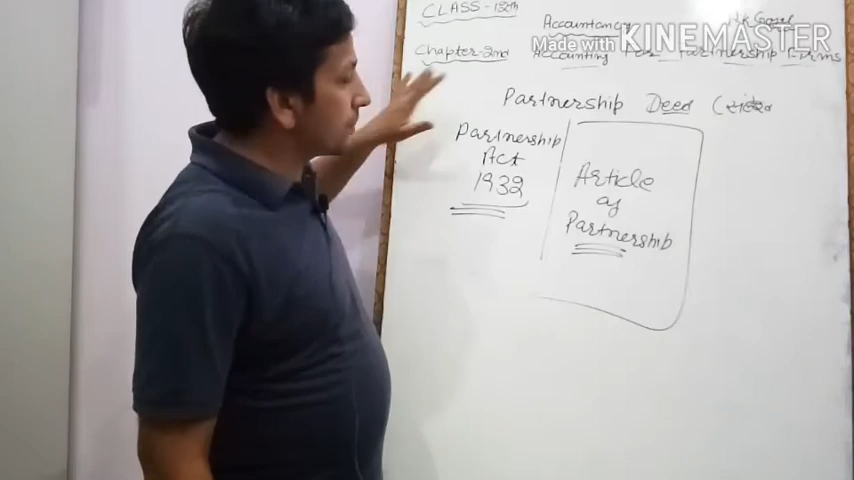 CLASS - 12th
Accountancy
Chapter-2nd
Accounting For Partnership Firms
Made with KINEMASTER
Partnership Deed
Partnership
Act
1932
Article
of
Partnership